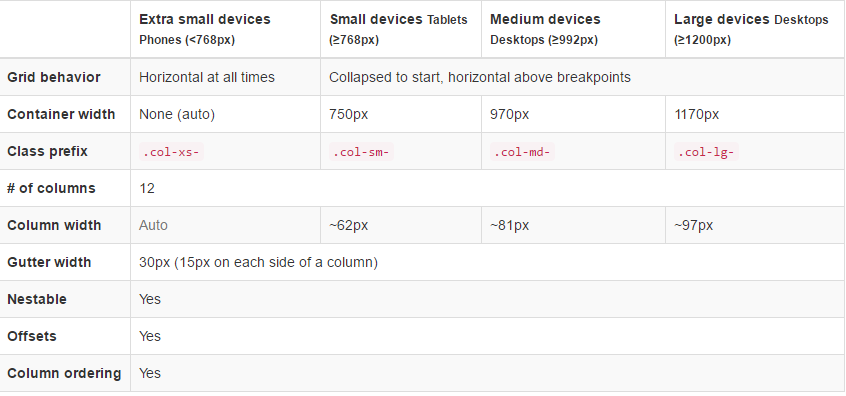 Extra small devices Small devices Tablets Medium devices Large devices Desktops
Phones (<768px) (≥768px) Desktops (≥992px) (≥1200px)
Grid behavior Horizontal at all times Collapsed to start, horizontal above breakpoints
Container width None (auto) 750px 970px 1170px
Class prefix .col-xs- .col-sm- .col-md- .col-lg-
# of columns 12
Column width Auto ~62px ~81px ~97px
Gutter width 30px (15px on each side of a column)
Nestable Yes
Offsets Yes
Column ordering Yes